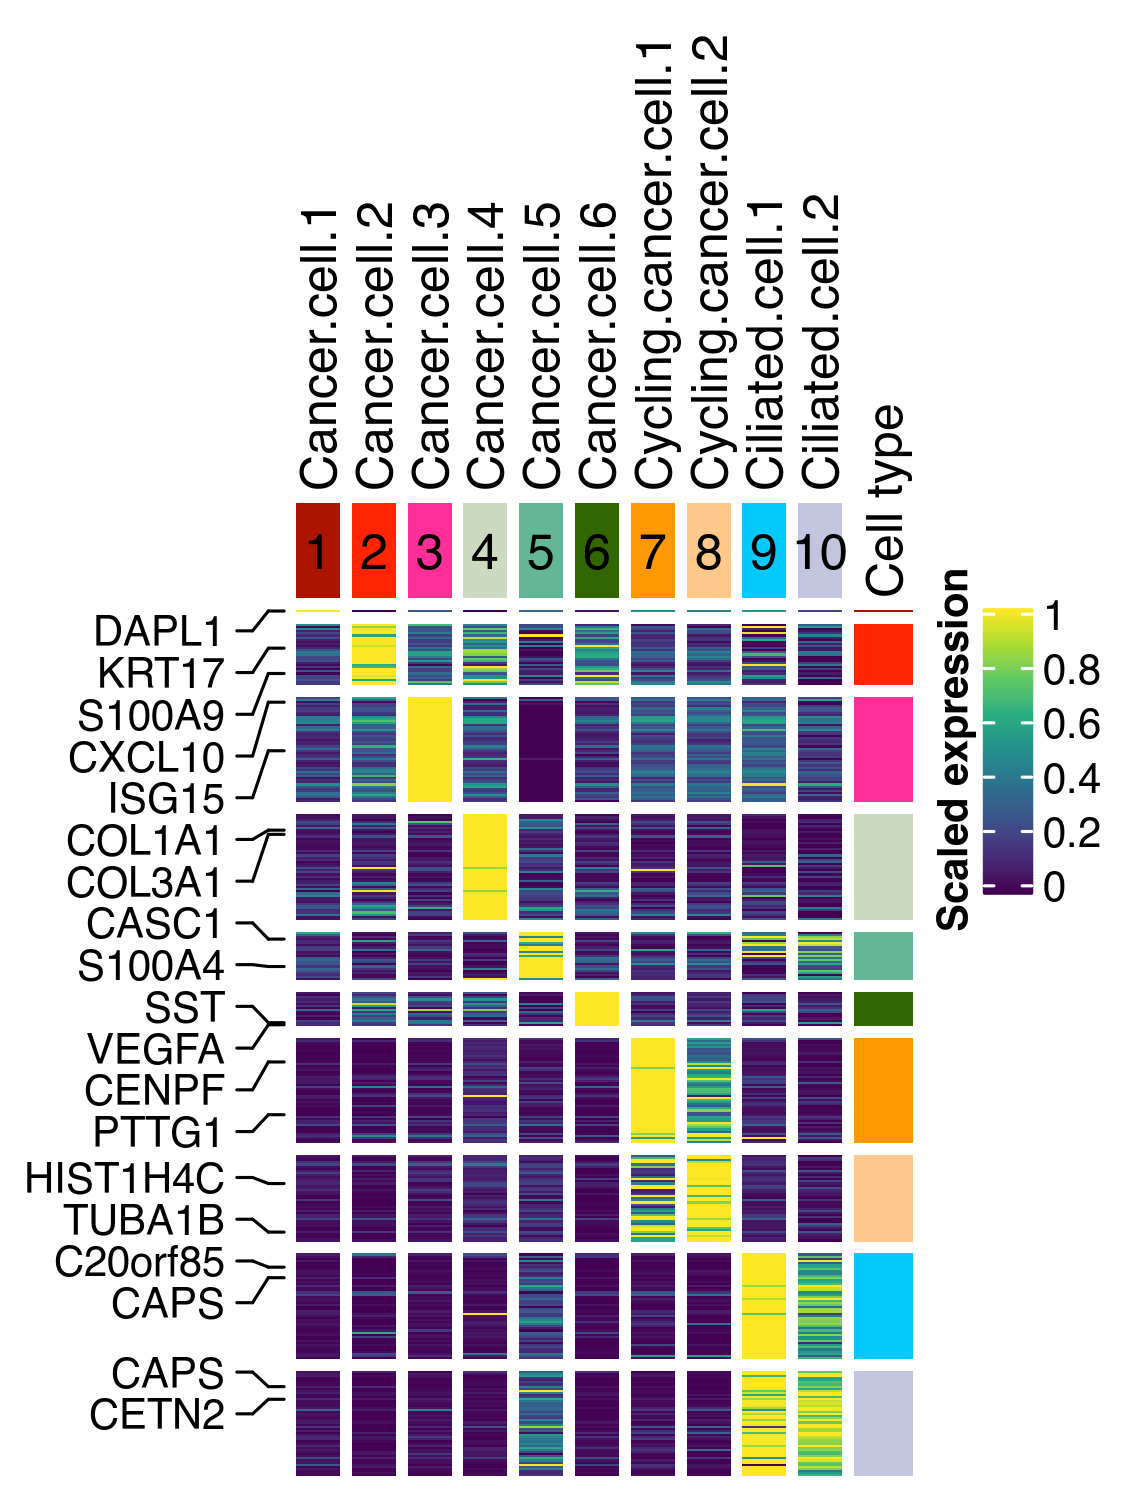 Cancer.cell.1
Cancer.cell.2
Cancer.cell.3
Cancer.cell.4
Cancer.cell.5
Cancer.cell.6
Cycling.cancer.cell.1
Cycling.cancer.cell.2
Ciliated.cell.1
Ciliated.cell.2
Cell type
1 2 3 4 5 6 7 8 9 10
DAPL1
KRT17
S100A9
CXCL10
ISG15
COL1A1
COL3A1
CASC1
S100A4
SST
VEGFA
CENPF
PTTG1
HIST1H4C
TUBA1B
C20orf85
CAPS
CAPS
CETN2
Scaled expression
1
0.8
0.6
0.4
0.2
0